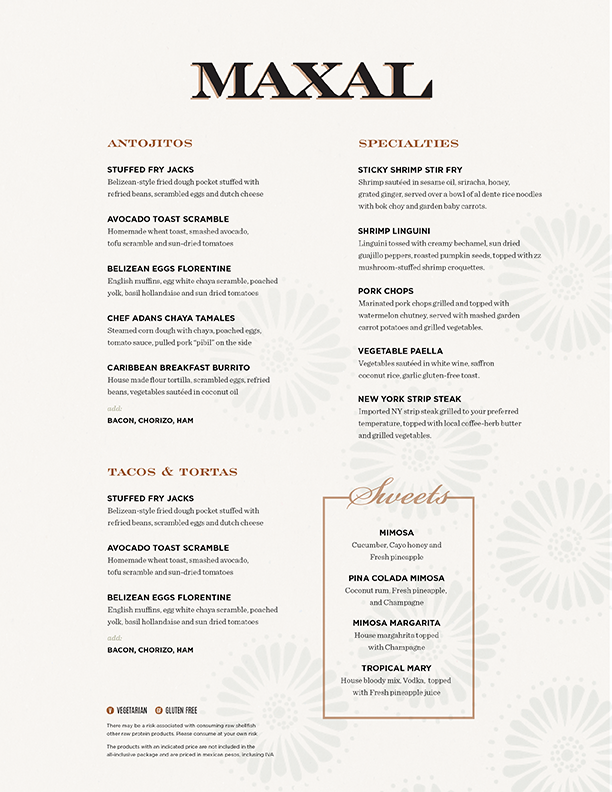 MAXAL
ANTOJITOS
STUFFED FRY JACKS
Belizean-style fried dough pocket stuffed with
refried beans, scrambled eggs and dutch cheese
AVOCADO TOAST SCRAMBLE
Homemade wheat toast, smashed avocado,
tofu scramble and sun-dried tomatoes
BELIZEAN EGGS FLORENTINE
English muffins, egg white chaya scramble, poached
yolk, basil hollandaise and sun dried tomatoes
CHEF ADANS CHAYA TAMALES
Steamed corn dough with chaya, poached eggs,
tomato sauce, pulled pork "pibil" on the side
CARIBBEAN BREAKFAST BURRITO
House made flour tortilla, scrambled eggs, refried
beans, vegetables sautéed in coconut oil
add:
BACON, CHORIZO, HAM
TACOS & TORTAS
STUFFED FRY JACKS
Belizean-style fried dough pocket stuffed with
refried beans, scrambled eggs and dutch cheese
AVOCADO TOAST SCRAMBLE
Homemade wheat toast, smashed avocado,
tofu scramble and sun-dried tomatoes
BELIZEAN EGGS FLORENTINE
English muffins, egg white chaya scramble, poached
yolk, basil hollandaise and sun dried tomatoes
add:
BACON, CHORIZO, HAM
VEGETARIAN GLUTEN FREE
There may be a risk associated with consuming raw shellfish
other raw protein products. Please consume at your own risk
The products with an indicated price are not included in the
all-inclusive package and are priced in mexican pesos, inclusing IVA
SPECIALTIES
STICKY SHRIMP STIR FRY
Shrimp sautéed in sesame oil, sriracha, honey,
grated ginger, served over a bowl of al dente rice noodles
with bok choy and garden baby carrots.
SHRIMP LINGUINI
Linguini tossed with creamy bechamel, sun dried
guajillo peppers, roasted pumpkin seeds, topped with zz
mushroom-stuffed shrimp croquettes.
PORK CHOPS
Marinated pork chops grilled and topped with
watermelon chutney, served with mashed garden
carrot potatoes and grilled vegetables.
VEGETABLE PAELLA
Vegetables sautéed in white wine, saffron
coconut rice, garlic gluten-free toast.
NEW YORK STRIP STEAK
Imported NY strip steak grilled to your preferred
temperature, topped with local coffee-herb butter
and grilled vegetables.
Sweets
MIMOSA
Cucumber, Cayo honey and
Fresh pineapple
PINA COLADA MIMOSA
Coconut rum, Fresh pineapple,
and Champagne
MIMOSA MARGARITA
House margahrita topped
with Champagne
TROPICAL MARY
House bloody mix, Vodka, topped
with Fresh pineapple juice